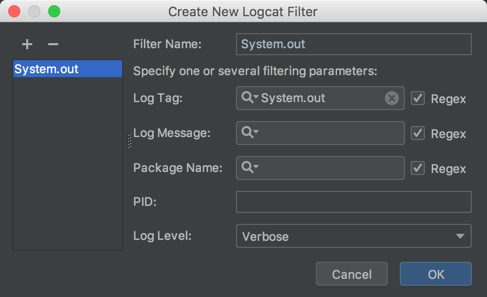 Create New Logcat Filter
+ −
System.out
Filter Name: System.out
Specify one or several filtering parameters:
Log Tag: System.out Regex
Log Message: Regex
Package Name: Regex
PID:
Log Level: Verbose
Cancel OK